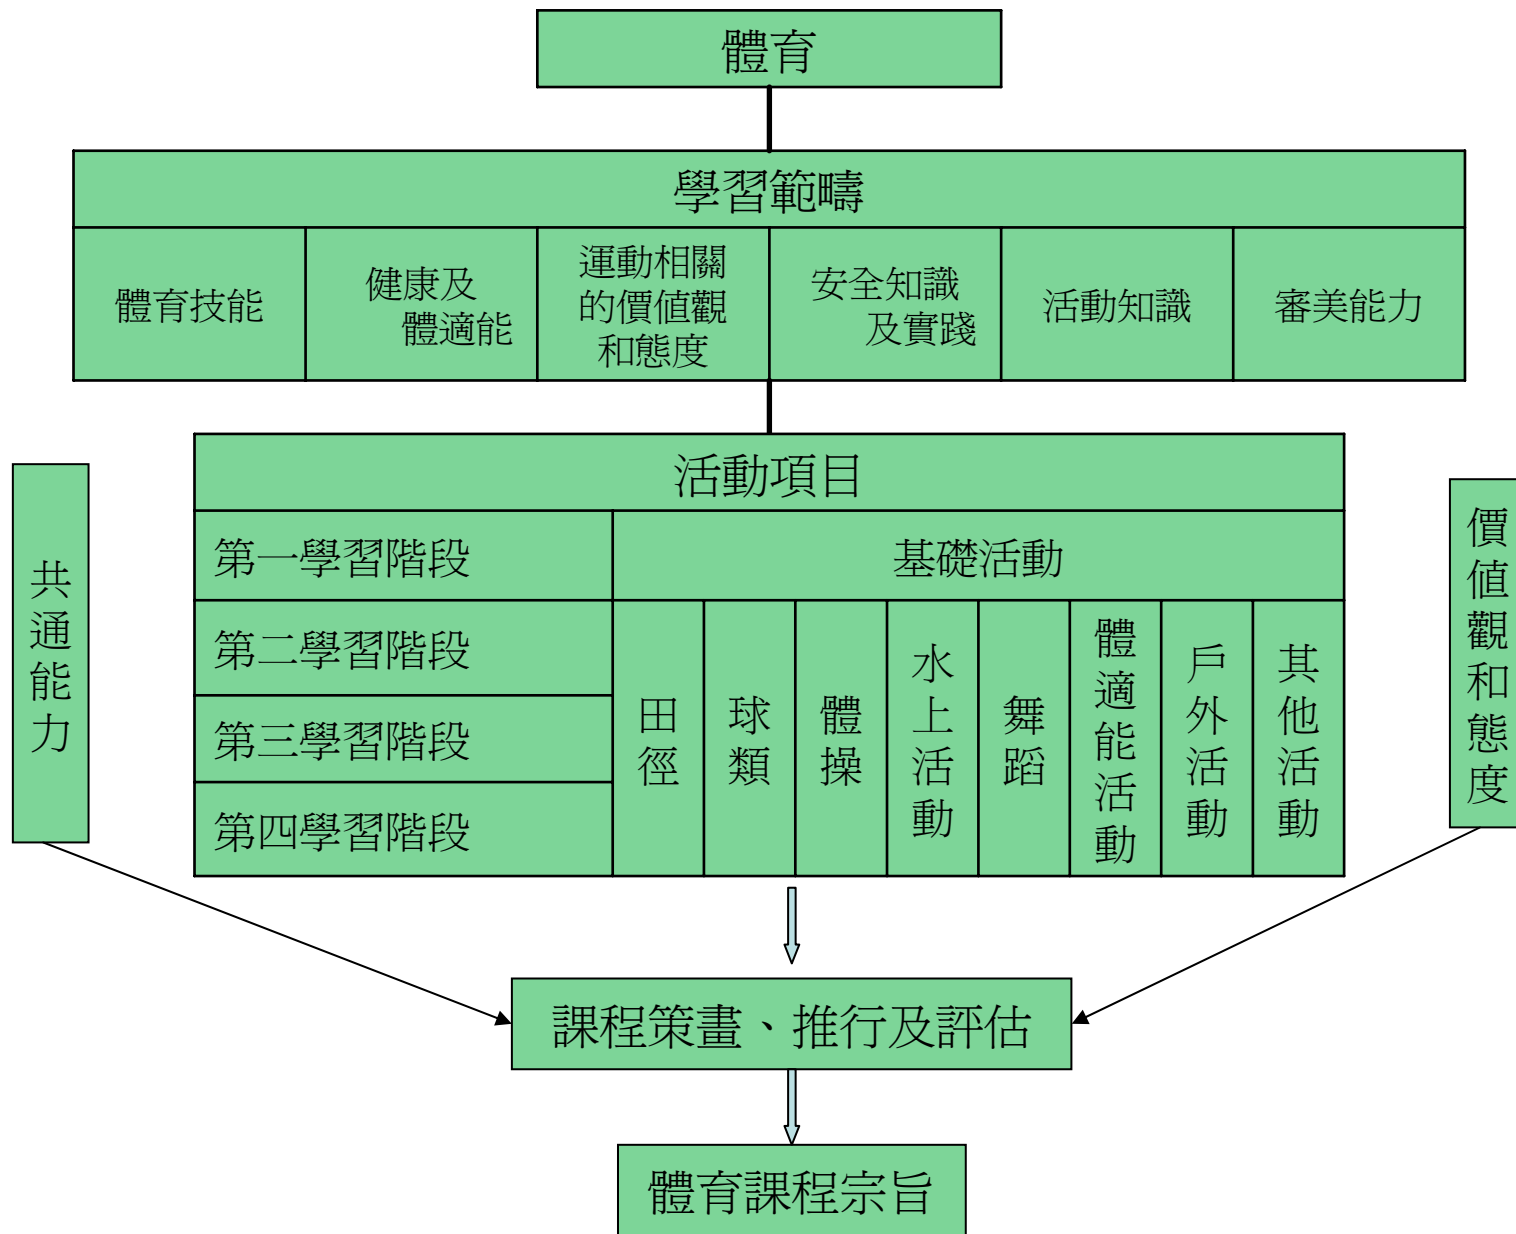 體育
學習範疇
體育技能
健康及
體適能
運動相關
的價值觀
和態度
安全知識
及實踐
活動知識
審美能力
活動項目
第一學習階段
基礎活動
第二學習階段
第三學習階段
第四學習階段
田徑
球類
體操
水上活動
舞蹈
體適能活動
戶外活動
其他活動
共通能力
價值觀和態度
課程策畫、推行及評估
體育課程宗旨